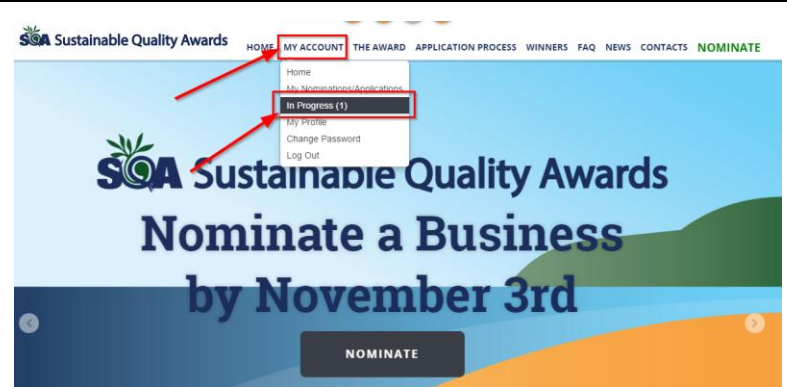 SQA Sustainable Quality Awards HOME MY ACCOUNT THE AWARD APPLICATION PROCESS WINNERS FAQ NEWS CONTACTS NOMINATE
Home
My Nominations/Applications
In Progress (1)
My Profile
Change Password
Log Out
SQA Sustainable Quality Awards
Nominate a Business
by November 3rd
NOMINATE